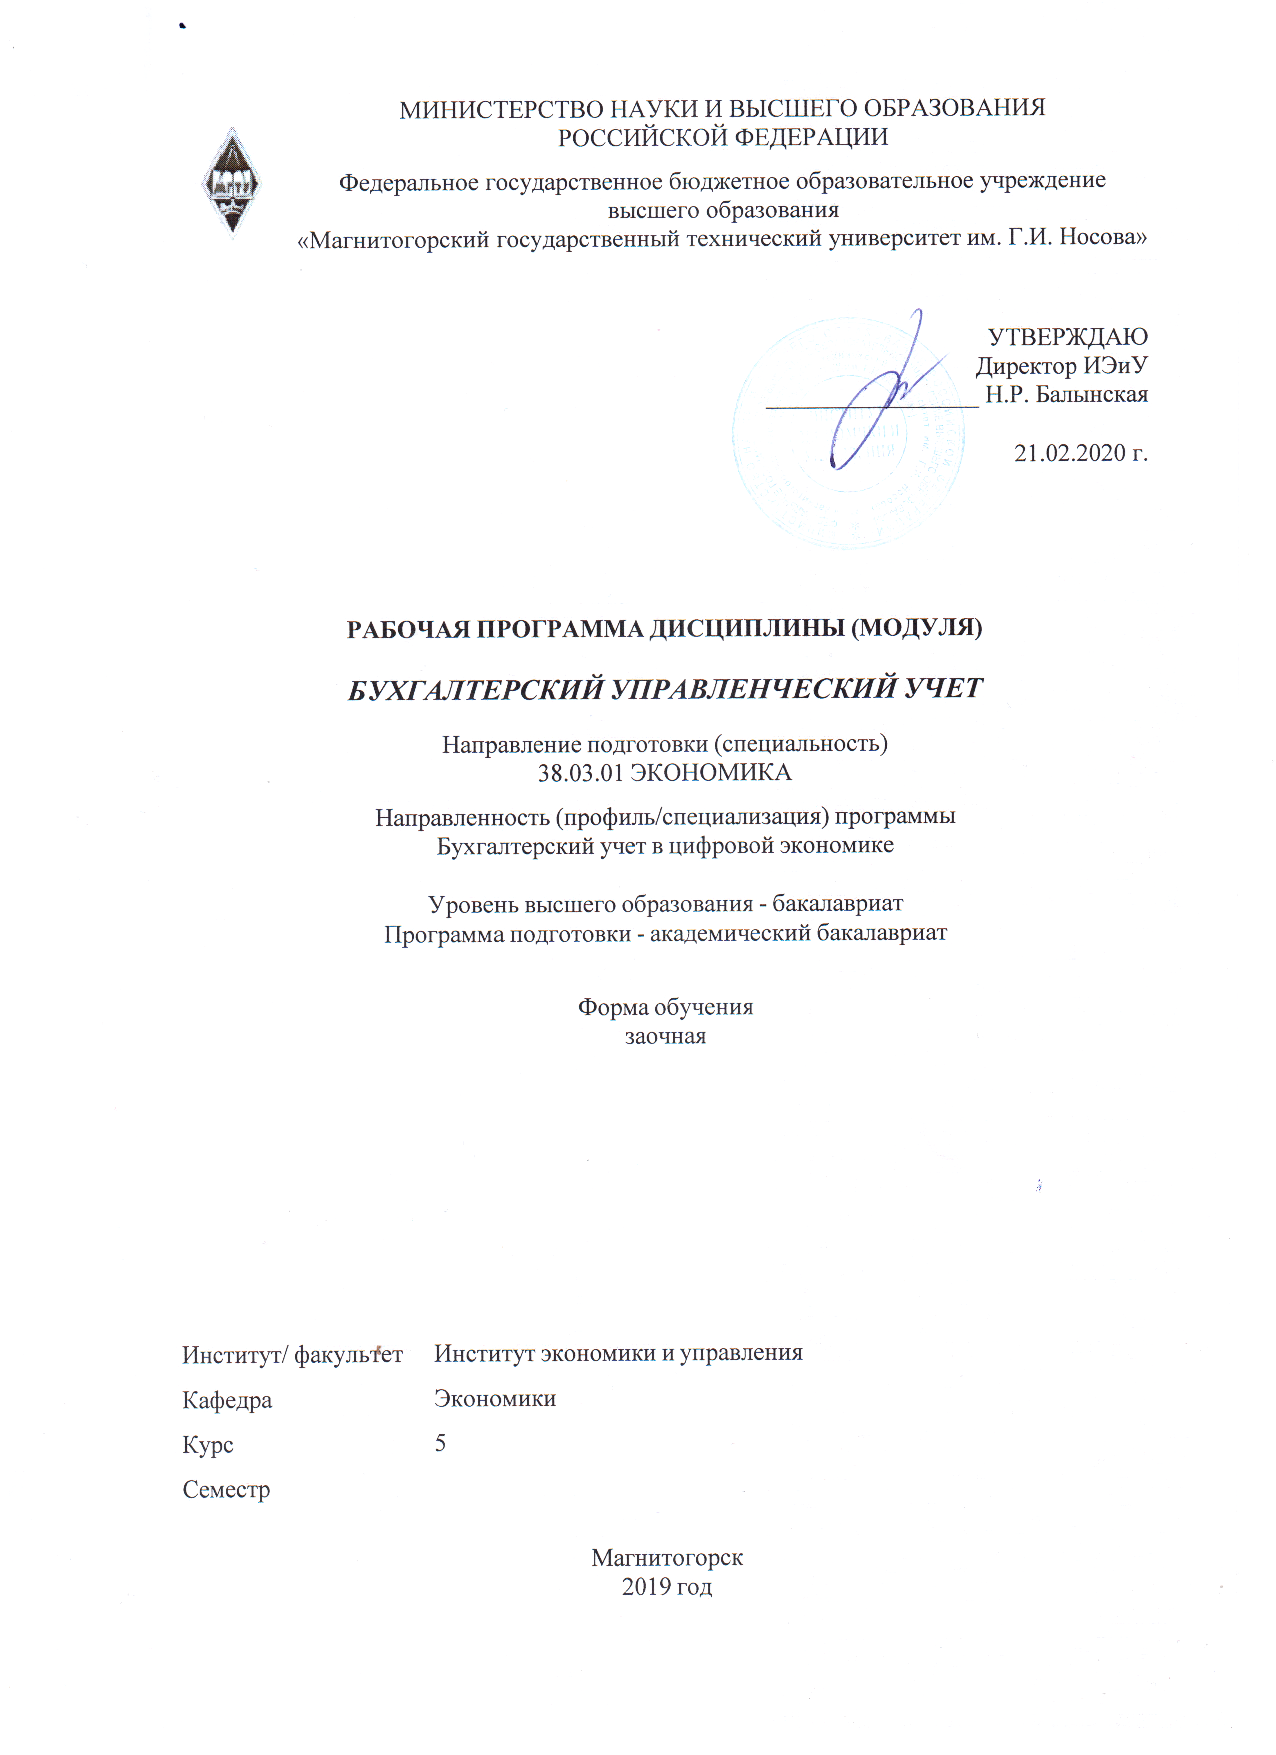 МИНИСТЕРСТВО НАУКИ И ВЫСШЕГО ОБРАЗОВАНИЯ
РОССИЙСКОЙ ФЕДЕРАЦИИ
МГТУ
Федеральное государственное бюджетное образовательное учреждение
высшего образования
«Магнитогорский государственный технический университет им. Г.И. Носова»
УТВЕРЖДАЮ
Директор ИЭиУ
Н.Р. Балынская
21.02.2020 г.
РАБОЧАЯ ПРОГРАММА ДИСЦИПЛИНЫ (МОДУЛЯ)
БУХГАЛТЕРСКИЙ УПРАВЛЕНЧЕСКИЙ УЧЕТ
Направление подготовки (специальность)
38.03.01 ЭКОНОМИКА
Направленность (профиль/специализация) программы
Бухгалтерский учет в цифровой экономике
Уровень высшего образования - бакалавриат
Программа подготовки - академический бакалавриат
Форма обучения
заочная
Институт/ факультет Институт экономики и управления
Кафедра Экономики
Курс 5
Семестр
Магнитогорск
2019 год